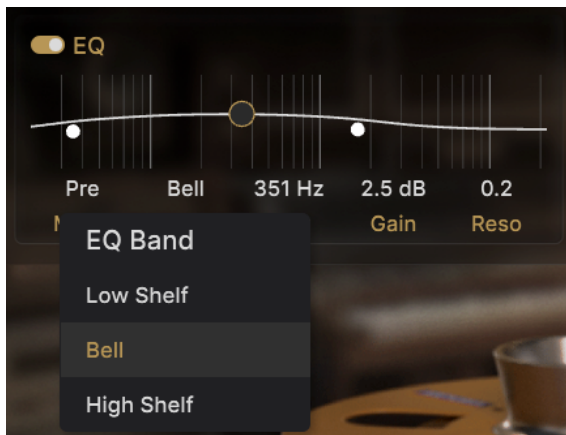 EQ
Pre Bell 351 Hz 2.5 dB 0.2
Gain Reso
EQ Band
Low Shelf
Bell
High Shelf